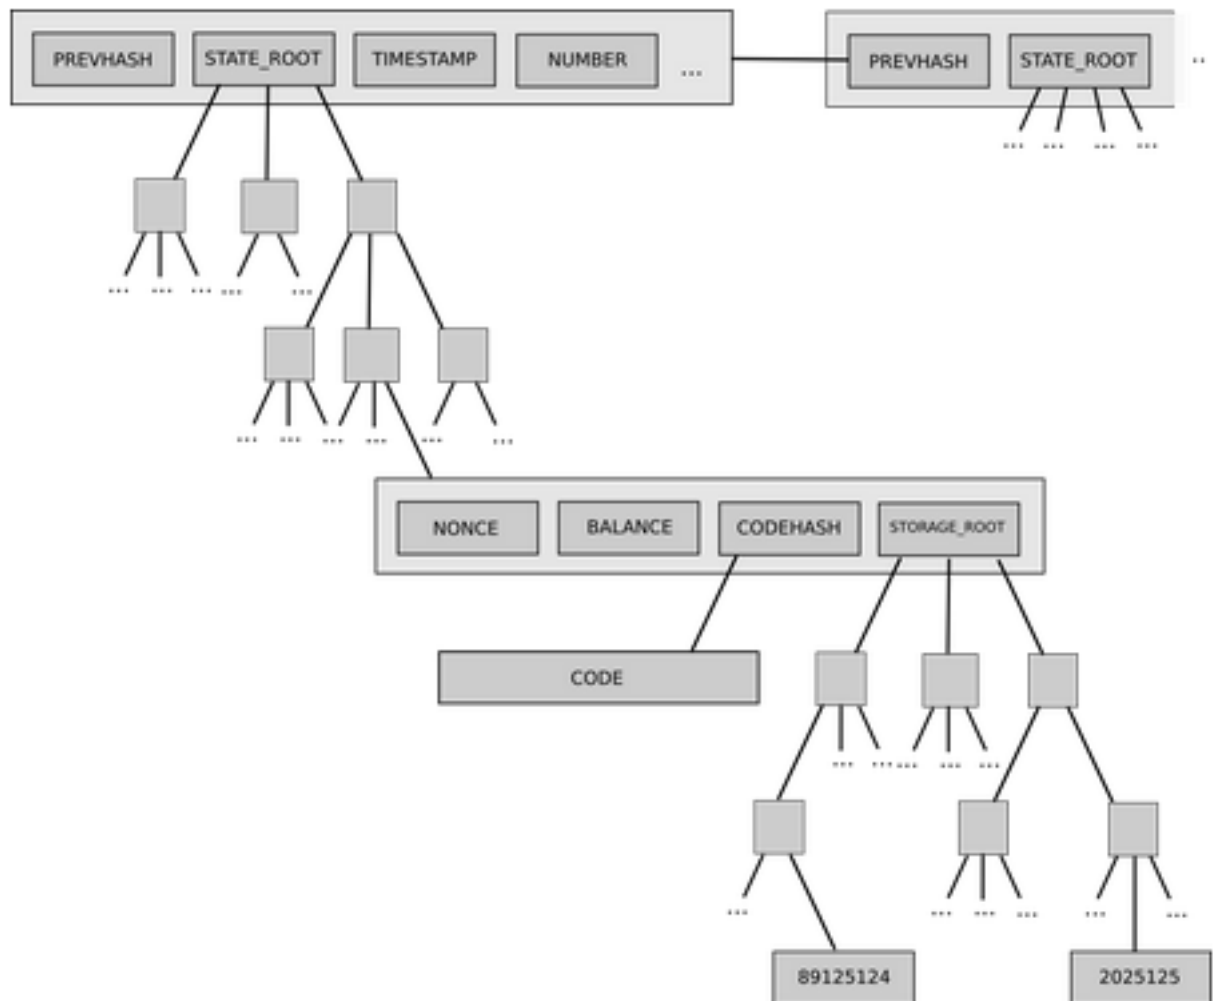 PREVHASH STATE_ROOT TIMESTAMP NUMBER ... PREVHASH STATE_ROOT ..
... ... ... ...
... ... ... ... ...
... ... ... ... ... ... ...
NONCE BALANCE CODEHASH STORAGE_ROOT
CODE
... ... ... ... ...
... ... ... ... ... ...
89125124 2025125